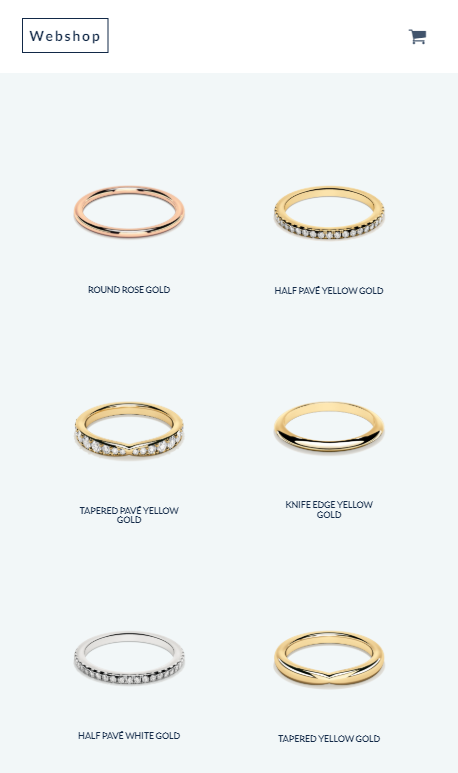 Webshop
ROUND ROSE GOLD
HALF PAVÉ YELLOW GOLD
TAPERED PAVÉ YELLOW
GOLD
KNIFE EDGE YELLOW
GOLD
HALF PAVÉ WHITE GOLD
TAPERED YELLOW GOLD